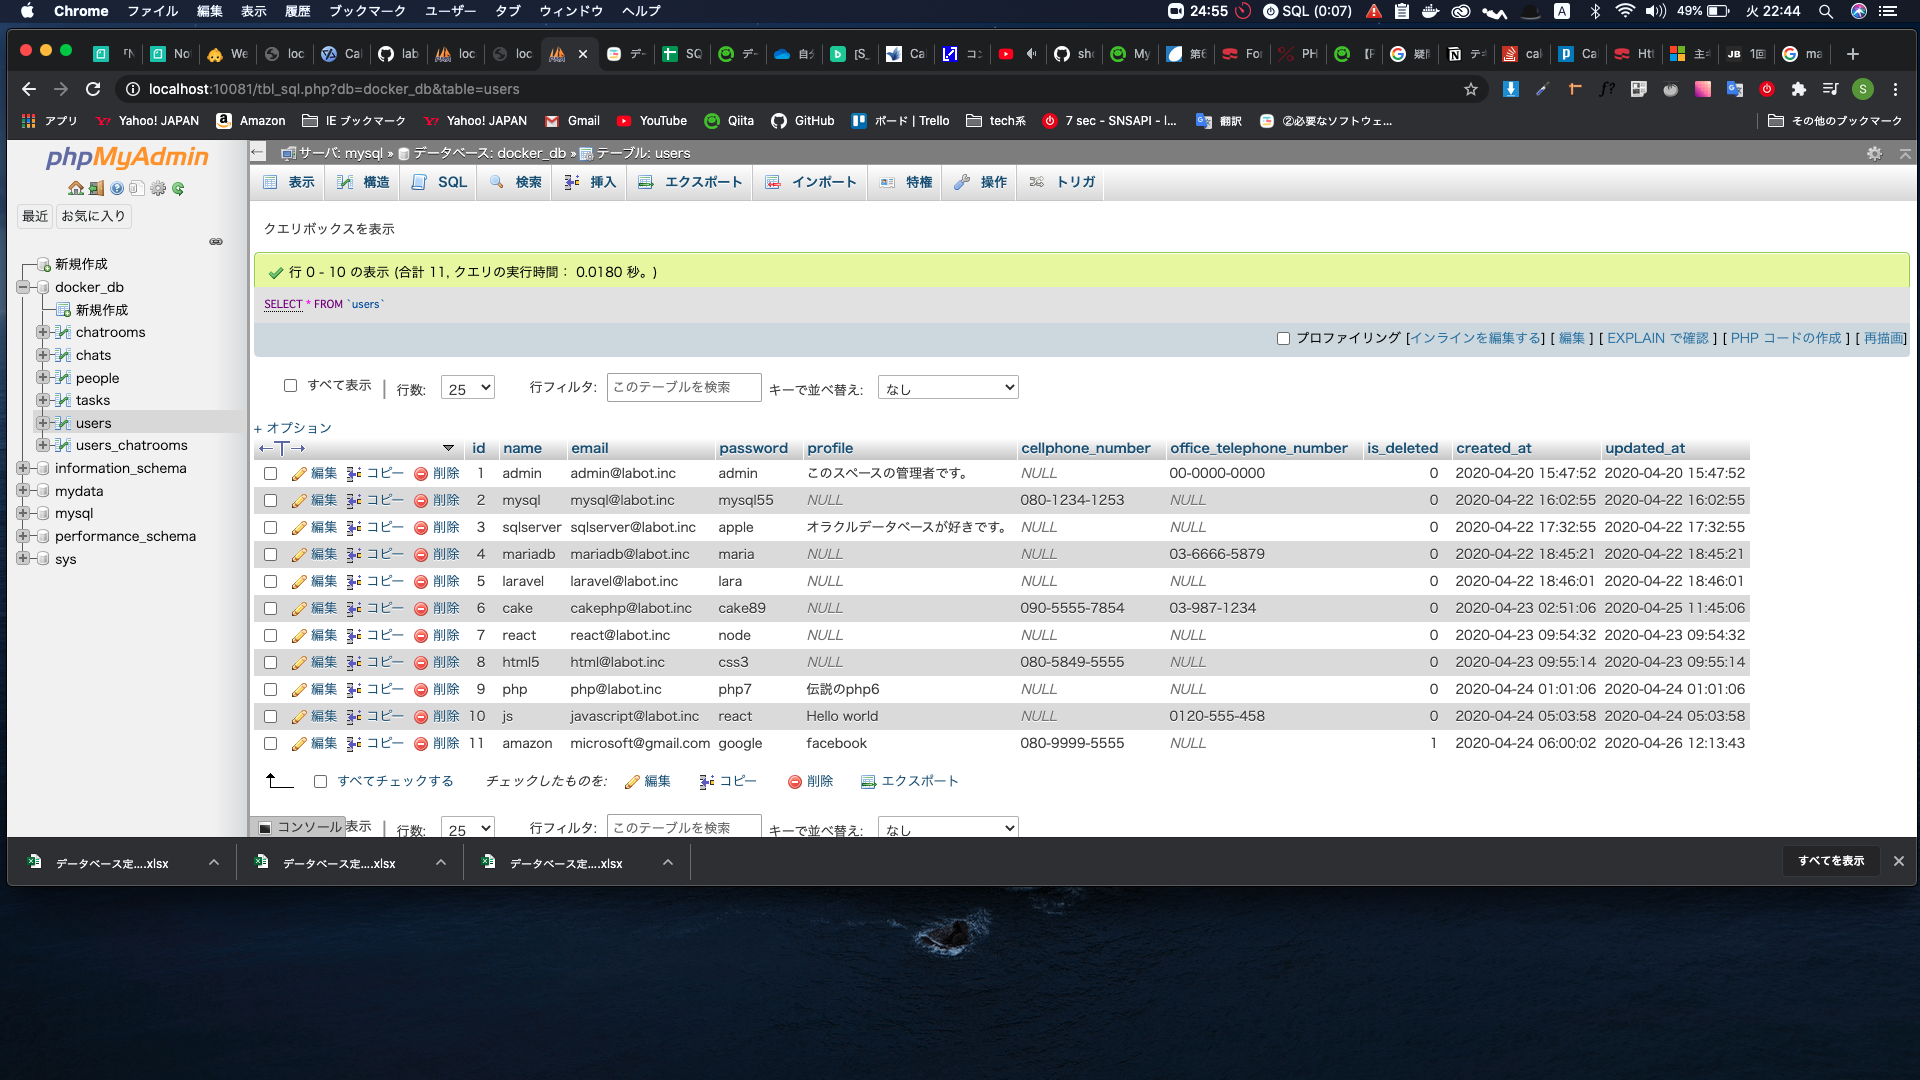 Chrome ファイル 編集 表示 履歴 ブックマーク ユーザー タブ ウィンドウ ヘルプ 24:55 SQL (0:07) A 49% 火 22:44
No We loc Cal lab loc loc デー SQ デー 自分 [S_ Ca コン sho My 第6 Fo PH 【P 疑問 テキ cak Ca Htt 主キ JB 1回 ma
localhost:10081/tbl_sql.php?db=docker_db&table=users S
アプリ Yahoo! JAPAN Amazon IE ブックマーク Yahoo! JAPAN Gmail YouTube Qiita GitHub ボード | Trello tech系 7 sec - SNSAPI - I... 翻訳 ②必要なソフトウェ... その他のブックマーク
phpMyAdmin
最近 お気に入り
新規作成
docker_db
新規作成
chatrooms
chats
people
tasks
users
users_chatrooms
information_schema
mydata
mysql
performance_schema
sys
サーバ: mysql » データベース: docker_db » テーブル: users
表示 構造 SQL 検索 挿入 エクスポート インポート 特権 操作 トリガ
クエリボックスを表示
行 0 - 10 の表示 (合計 11, クエリの実行時間： 0.0180 秒。)
SELECT * FROM `users`
プロファイリング [インラインを編集する] [ 編集 ] [ EXPLAIN で確認 ] [ PHP コードの作成 ] [ 再描画]
すべて表示 | 行数: 25 行フィルタ: このテーブルを検索 キーで並べ替え: なし
+ オプション
id name email password profile cellphone_number office_telephone_number is_deleted created_at updated_at
編集 コピー 削除 1 admin admin@labot.inc admin このスペースの管理者です。 NULL 00-0000-0000 0 2020-04-20 15:47:52 2020-04-20 15:47:52
編集 コピー 削除 2 mysql mysql@labot.inc mysql55 NULL 080-1234-1253 NULL 0 2020-04-22 16:02:55 2020-04-22 16:02:55
編集 コピー 削除 3 sqlserver sqlserver@labot.inc apple オラクルデータベースが好きです。 NULL NULL 0 2020-04-22 17:32:55 2020-04-22 17:32:55
編集 コピー 削除 4 mariadb mariadb@labot.inc maria NULL NULL 03-6666-5879 0 2020-04-22 18:45:21 2020-04-22 18:45:21
編集 コピー 削除 5 laravel laravel@labot.inc lara NULL NULL NULL 0 2020-04-22 18:46:01 2020-04-22 18:46:01
編集 コピー 削除 6 cake cakephp@labot.inc cake89 NULL 090-5555-7854 03-987-1234 0 2020-04-23 02:51:06 2020-04-25 11:45:06
編集 コピー 削除 7 react react@labot.inc node NULL NULL NULL 0 2020-04-23 09:54:32 2020-04-23 09:54:32
編集 コピー 削除 8 html5 html@labot.inc css3 NULL 080-5849-5555 NULL 0 2020-04-23 09:55:14 2020-04-23 09:55:14
編集 コピー 削除 9 php php@labot.inc php7 伝説のphp6 NULL NULL 0 2020-04-24 01:01:06 2020-04-24 01:01:06
編集 コピー 削除 10 js javascript@labot.inc react Hello world NULL 0120-555-458 0 2020-04-24 05:03:58 2020-04-24 05:03:58
編集 コピー 削除 11 amazon microsoft@gmail.com google facebook 080-9999-5555 NULL 1 2020-04-24 06:00:02 2020-04-26 12:13:43
すべてチェックする チェックしたものを: 編集 コピー 削除 エクスポート
コンソール 表示 | 行数: 25 行フィルタ: このテーブルを検索 キーで並べ替え: なし
データベース定....xlsx データベース定....xlsx データベース定....xlsx すべてを表示